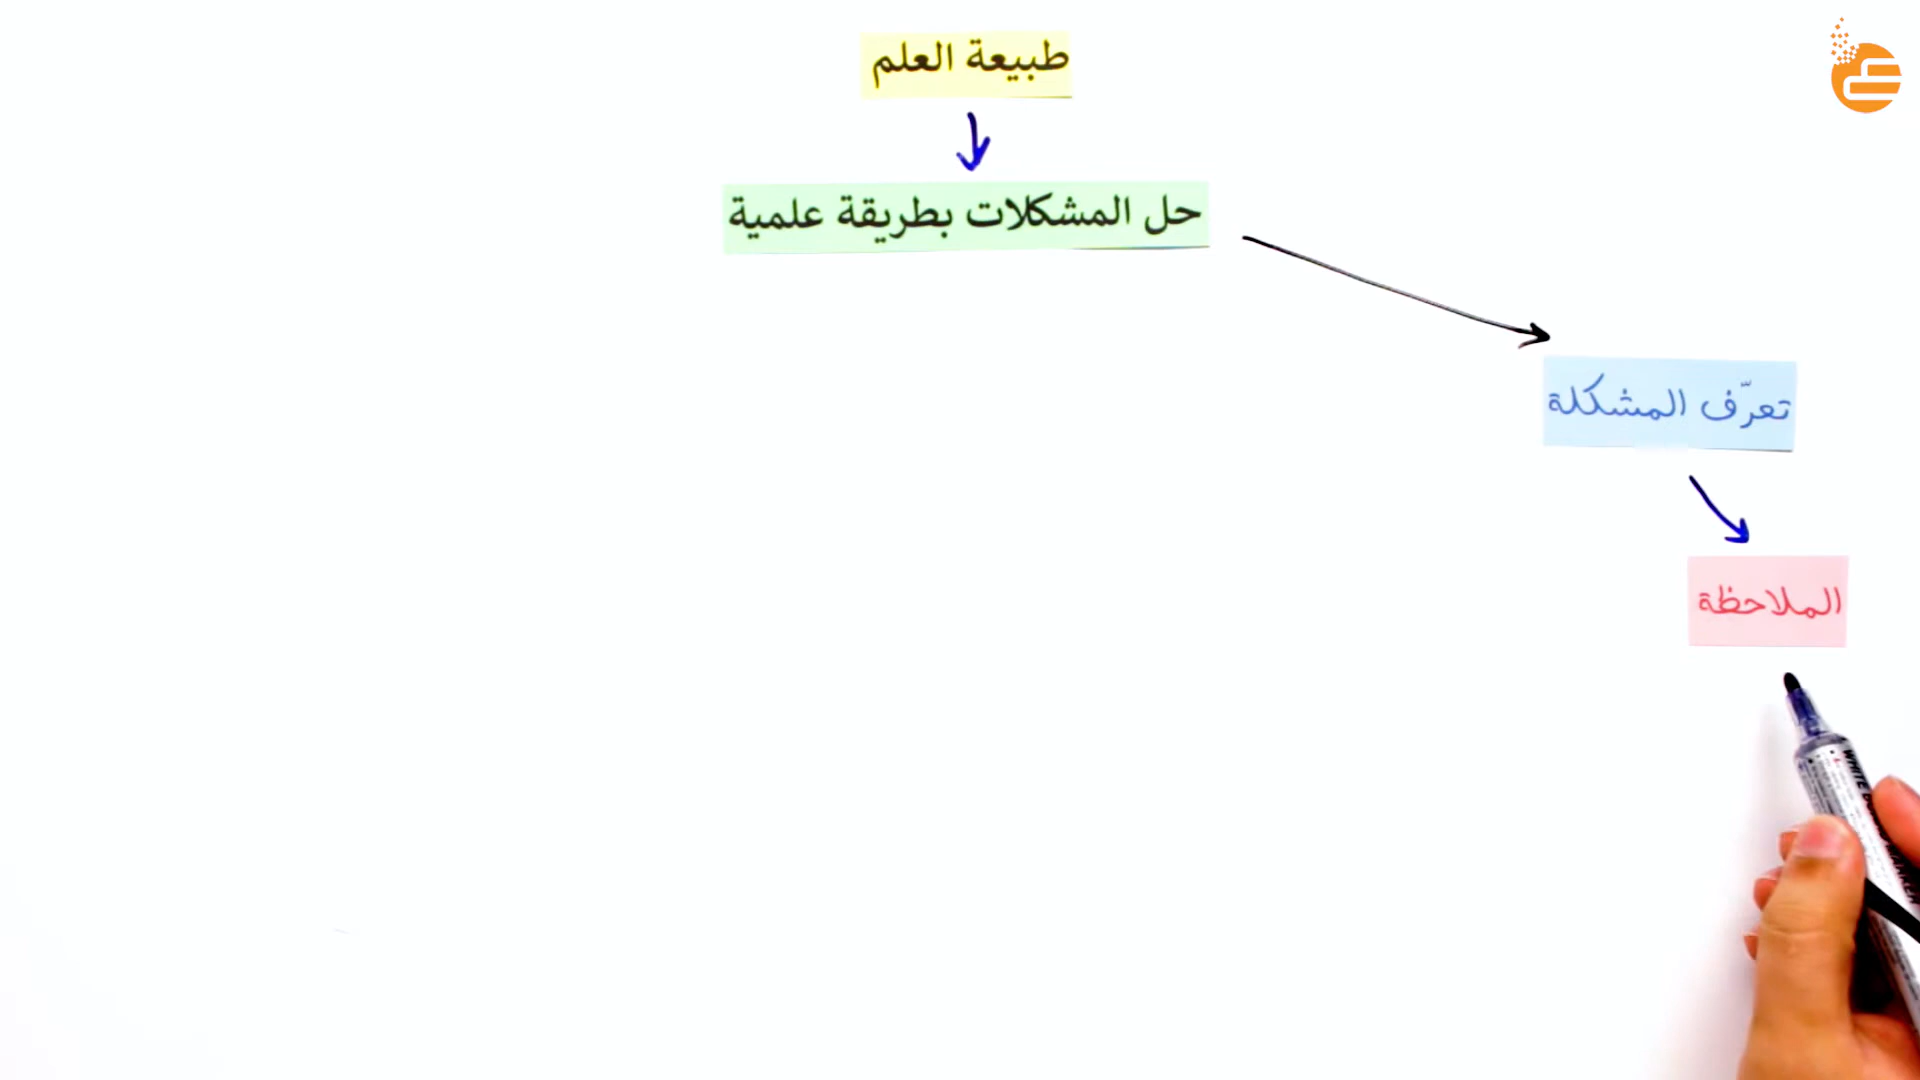 طبيعة العلم
حل المشكلات بطريقة علمية
تعرّف المشكلة
الملاحظة